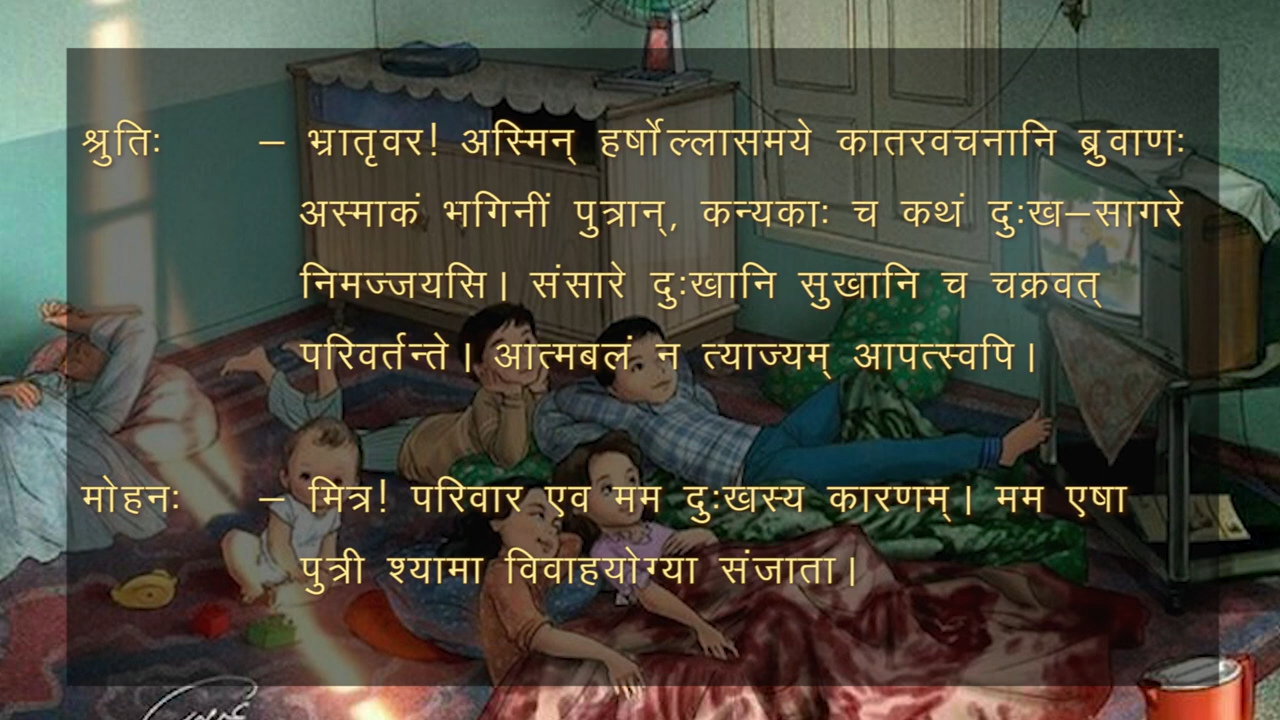 श्रुतिः – भ्रातृवर! अस्मिन् हर्षोल्लासमये कातरवचनानि ब्रुवाणः
अस्माकं भगिनीं पुत्रान्, कन्यकाः च कथं दुःख–सागरे
निमज्जयसि। संसारे दुःखानि सुखानि च चक्रवत्
परिवर्तन्ते। आत्मबलं न त्याज्यम् आपत्स्वपि।
मोहनः – मित्र! परिवार एव मम दुःखस्य कारणम्। मम एषा
पुत्री श्यामा विवाहयोग्या संजाता।